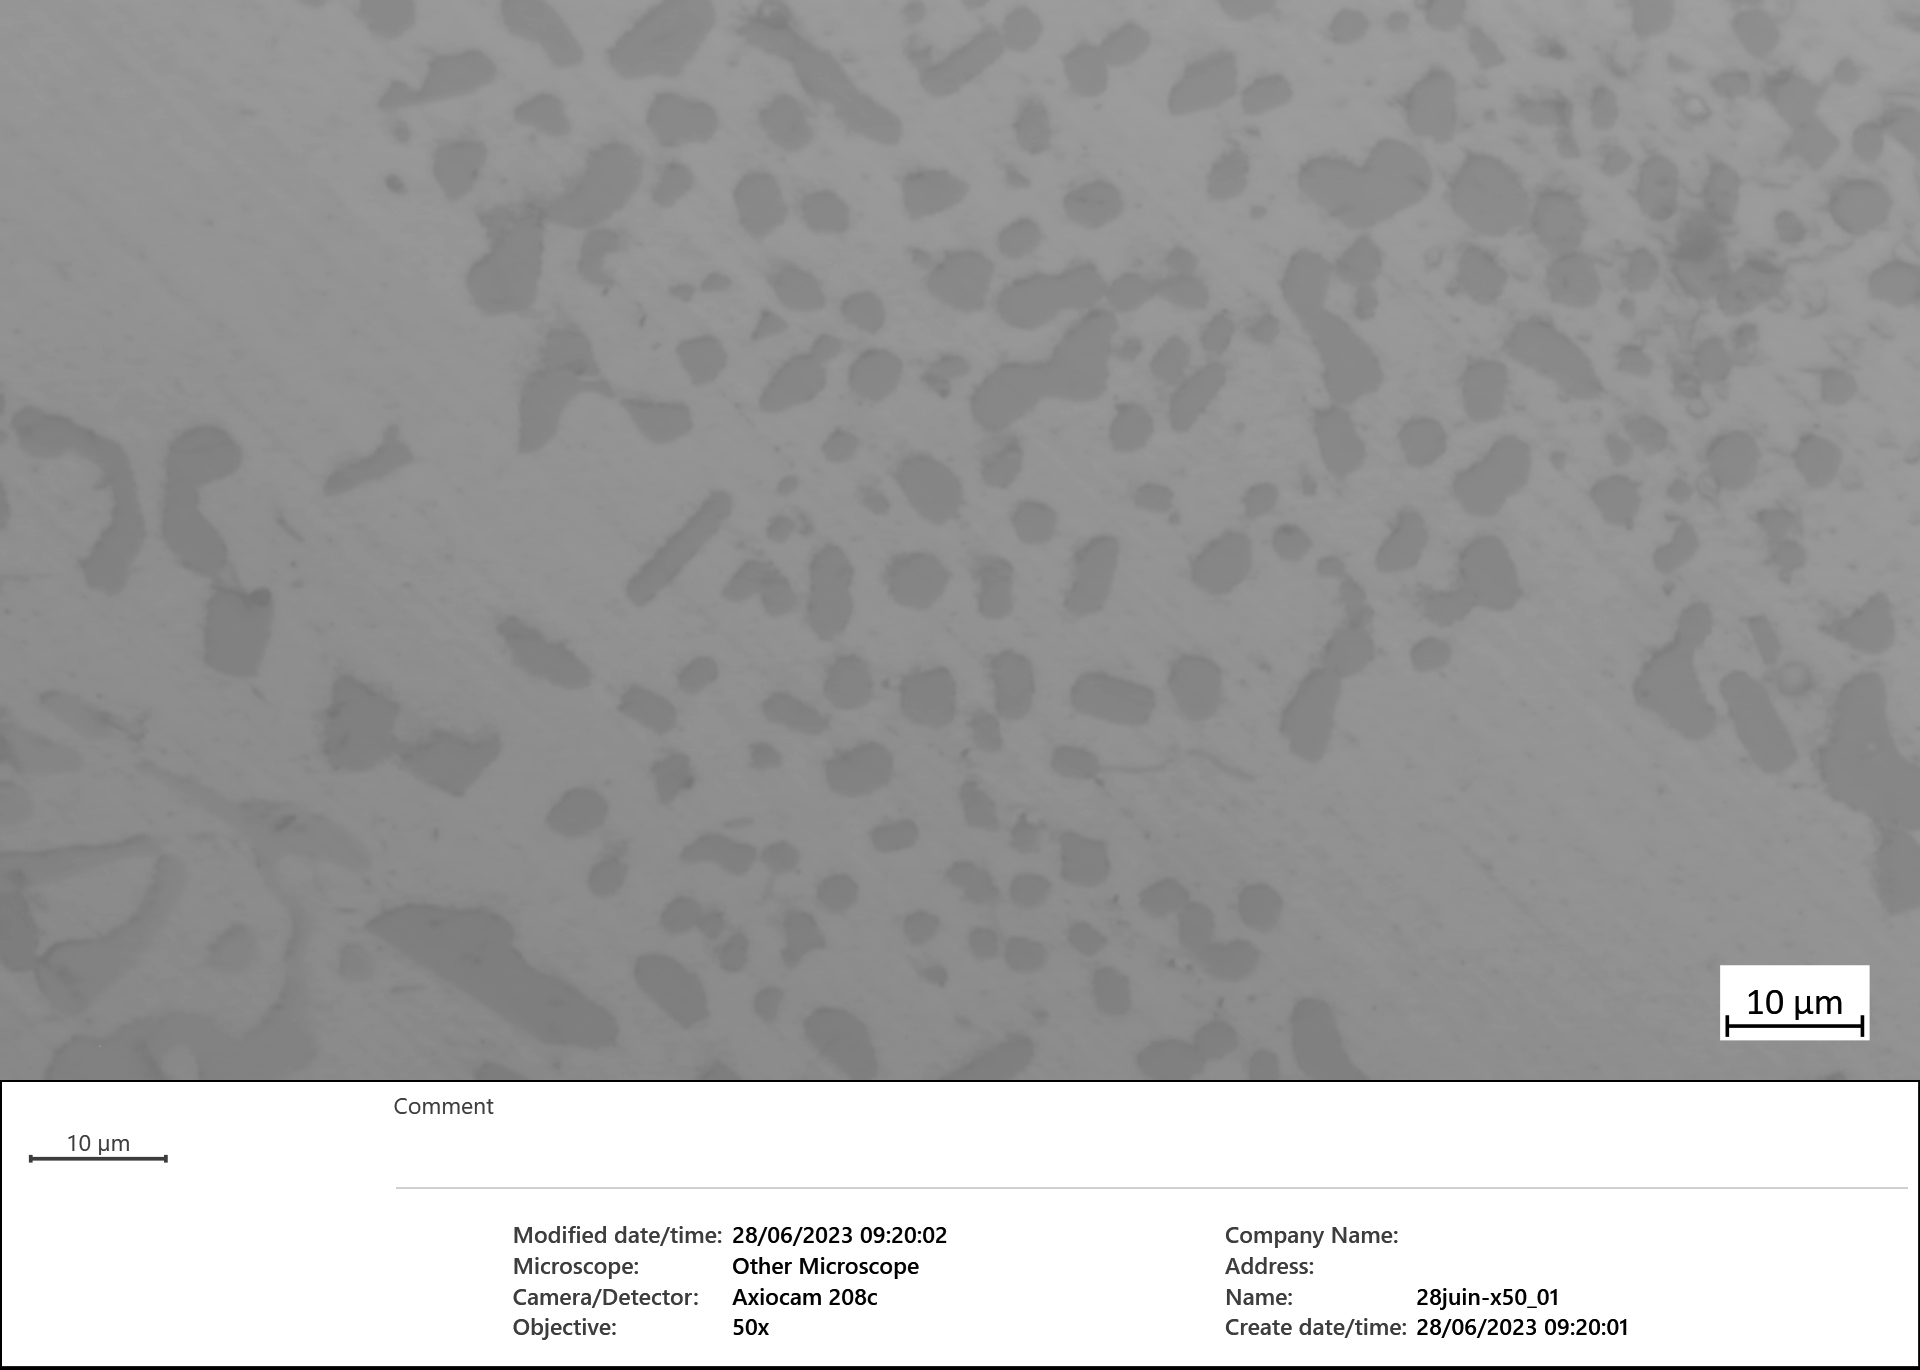 10 µm
Comment
10 µm
Modified date/time: 28/06/2023 09:20:02
Microscope: Other Microscope
Camera/Detector: Axiocam 208c
Objective: 50x
Company Name:
Address:
Name: 28juin-x50_01
Create date/time: 28/06/2023 09:20:01